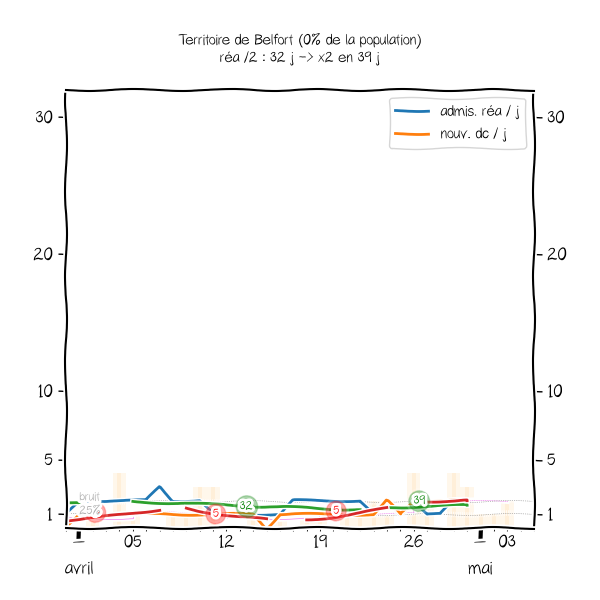 Territoire de Belfort (0% de la population)
réa /2 : 32 j -> x2 en 39 j
admis. réa / j
nouv. dc / j
30 30
20 20
10 10
5 5
1 1
bruit
25%
5
32
5
39
05 12 19 26 03
avril mai